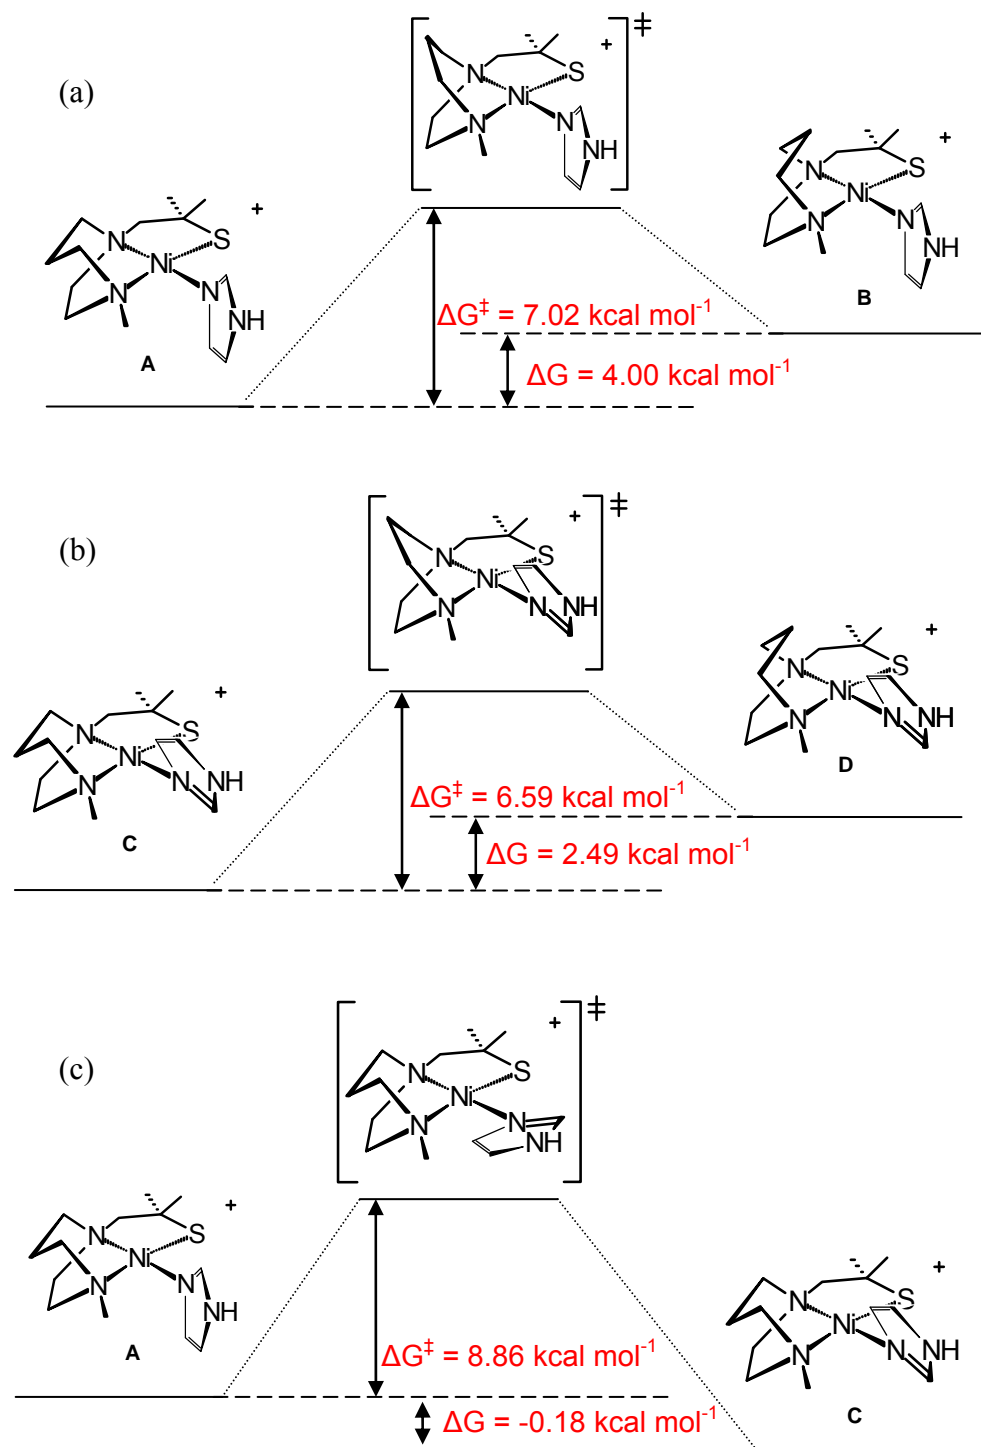 (a)
N
S
Ni
N
N
NH
+
‡
N
S
Ni
N
N
NH
+
A
N
S
Ni
N
N
NH
+
B
ΔG‡ = 7.02 kcal mol-1
ΔG = 4.00 kcal mol-1
(b)
N
S
Ni
N
N
NH
+
‡
N
S
Ni
N
N
NH
+
C
N
S
Ni
N
N
NH
+
D
ΔG‡ = 6.59 kcal mol-1
ΔG = 2.49 kcal mol-1
(c)
N
S
Ni
N
N
NH
+
‡
N
S
Ni
N
N
NH
+
A
N
S
Ni
N
N
NH
+
C
ΔG‡ = 8.86 kcal mol-1
ΔG = -0.18 kcal mol-1